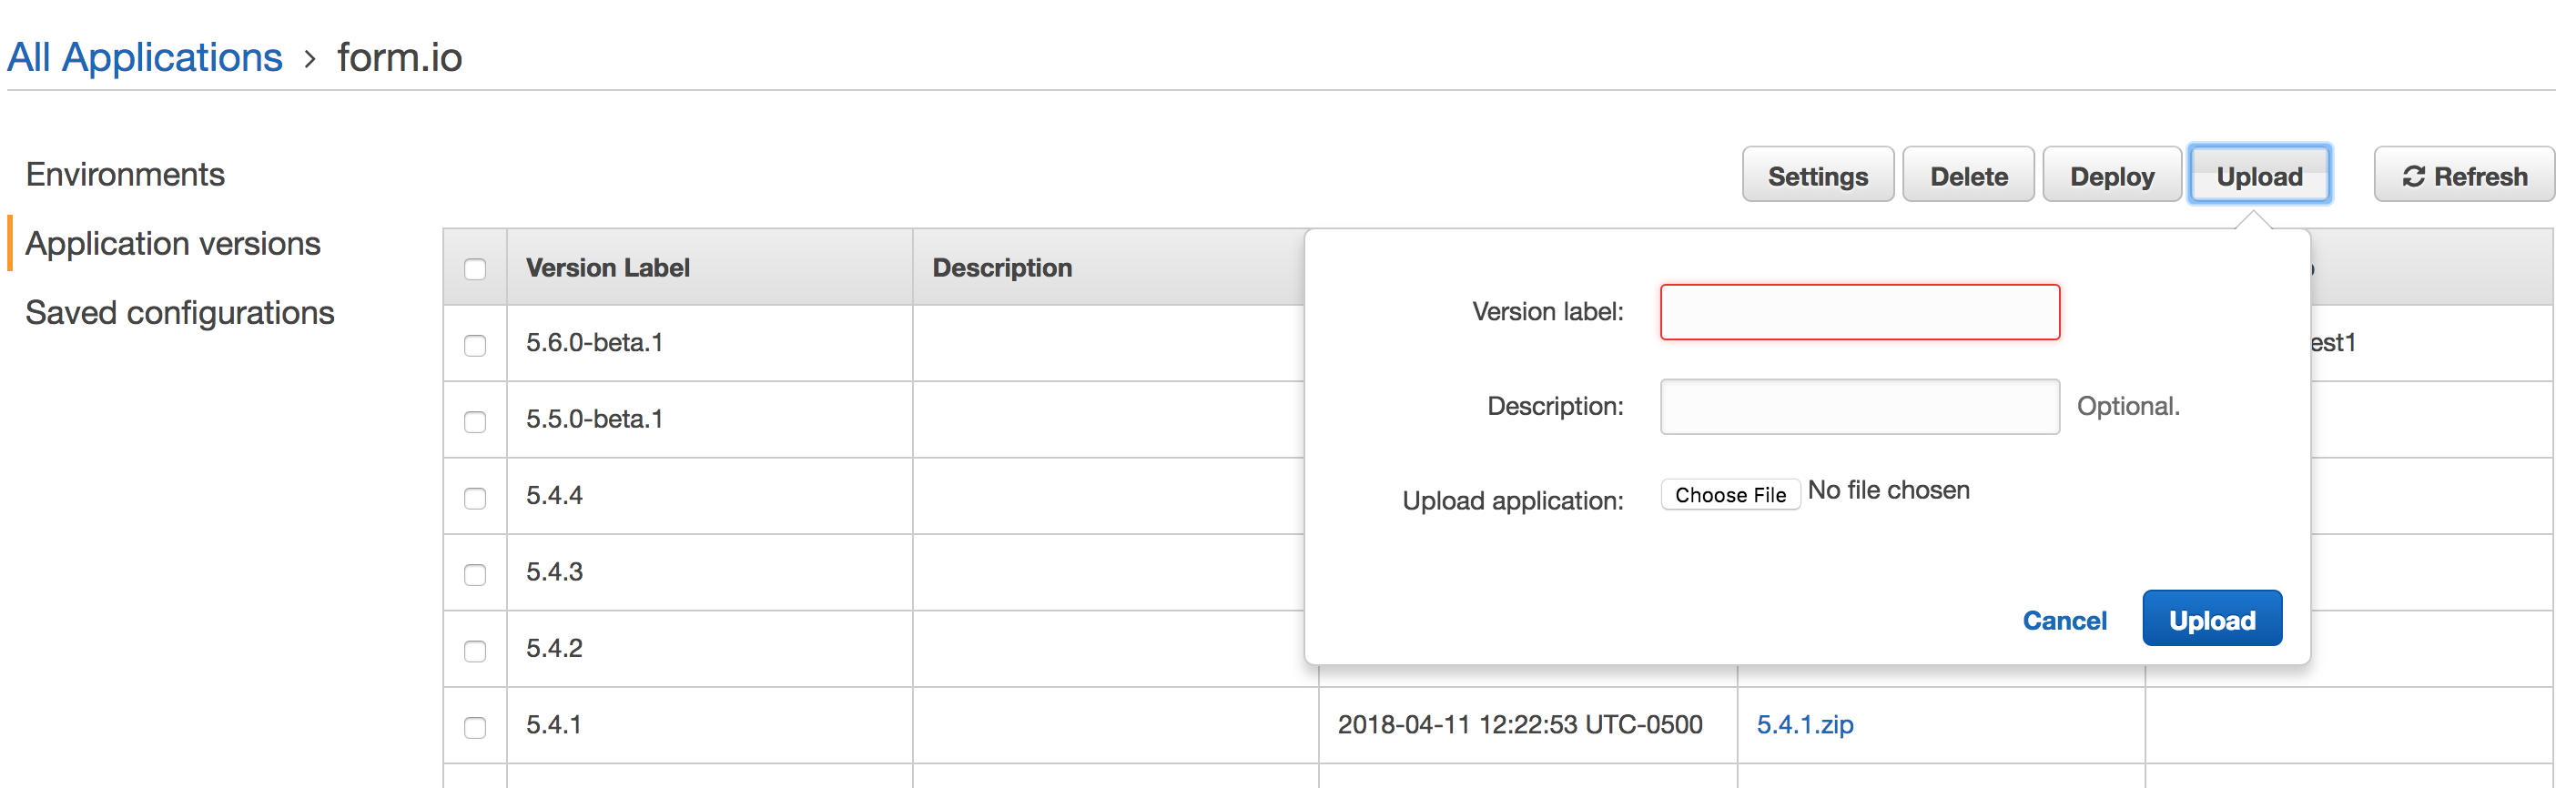 All Applications › form.io
Environments
Application versions
Saved configurations
Settings
Delete
Deploy
Upload
Refresh
Version Label
Description
5.6.0-beta.1
est1
5.5.0-beta.1
5.4.4
5.4.3
5.4.2
5.4.1
2018-04-11 12:22:53 UTC-0500
5.4.1.zip
Version label:
Description:
Optional.
Upload application:
Choose File
No file chosen
Cancel
Upload